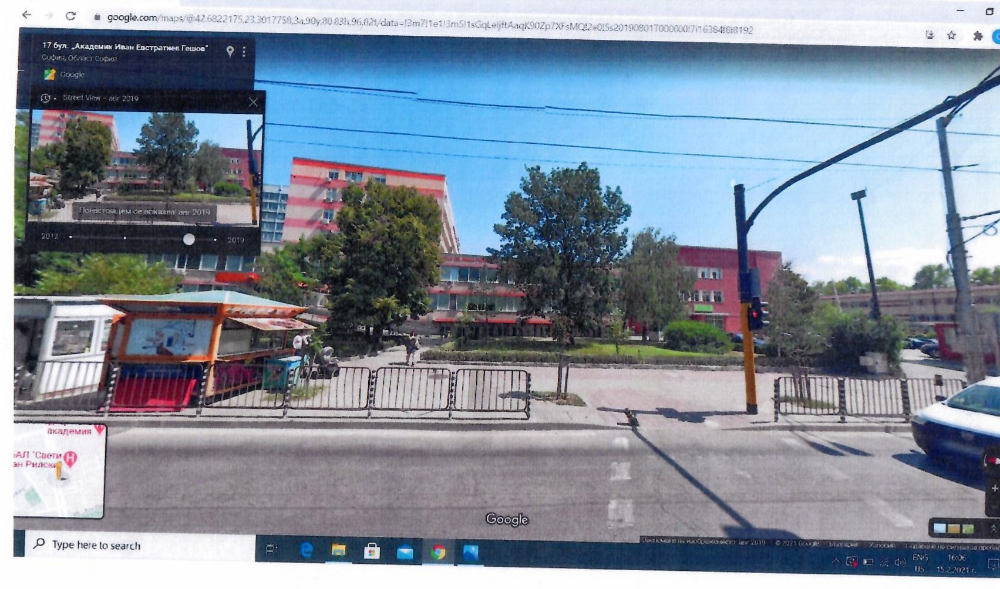 google.com/maps/@42.6822175,23.3017758,3a,90y,80.83h,96.82t/data=!3m7!1e1!3m5!1sGqLeijftAaqK90Zp7XFsMQ!2e0!5s20190801T000000!7i16384!8i8192
17 бул. „Академик Иван Евстратиев Гешов"
София, Област София
Google
Street View – авг 2019
Понастоящем се показва: авг 2019
2012
2019
академия
АЛ "Свети
ан Рилски
Google
Заснемане на изображението: авг 2019 © 2021 Google България Условия Подаване на сигнал за пробле
Type here to search
ENG
US
16:06
15.2.2021 г.